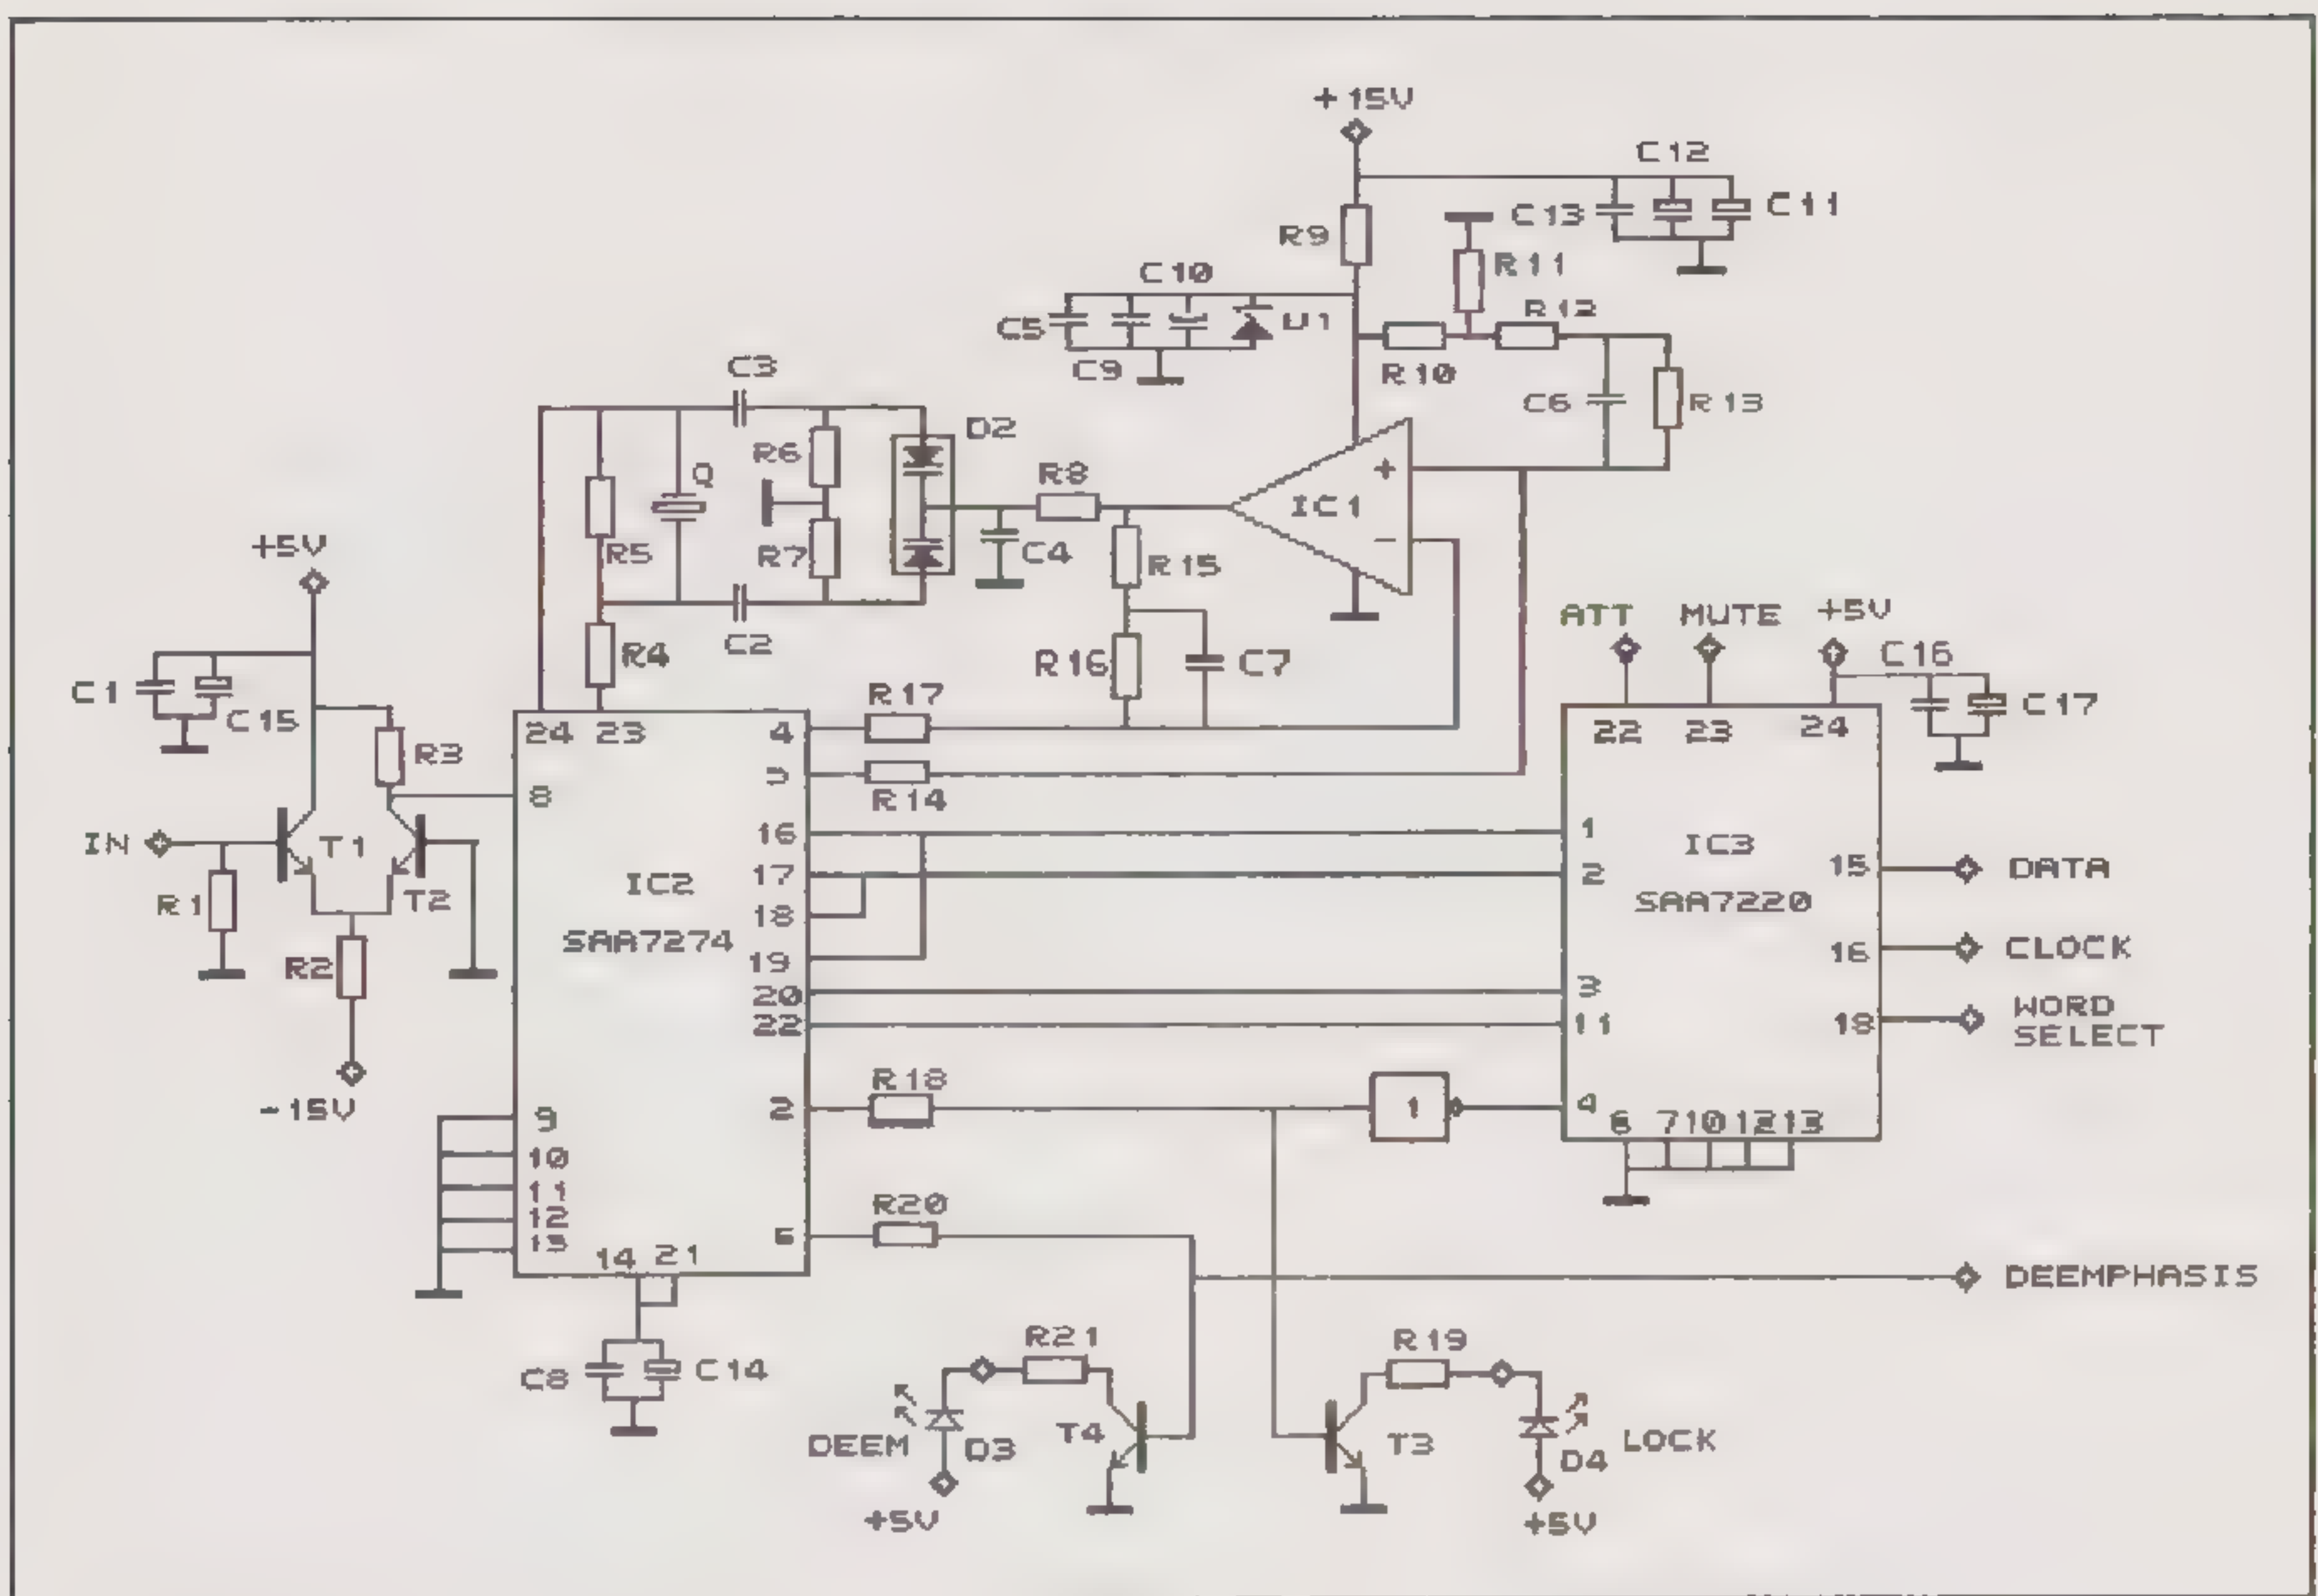 +15V
C12
C13
C11
R9
R11
C10
R12
C5
C9
R10
C3
C6
R13
D2
R6
Q
R8
+
IC1
R5
R7
C4
-
R15
+5V
C2
ATT
MUTE
+5V
R4
R16
C7
C16
C1
C15
R17
C17
24
23
4
22
23
24
R3
8
R14
IN
T1
16
1
IC3
15
DATA
17
2
IC2
R1
T2
18
SAA7220
SAA7274
16
CLOCK
19
R2
20
3
WORD
22
11
18
SELECT
R18
-15V
2
1
4
9
6
7
10
12
13
10
11
12
R20
14
21
DEEMPHASIS
R21
R19
C8
C14
DEEM
D3
T4
T3
D4
LOCK
+5V
+5V